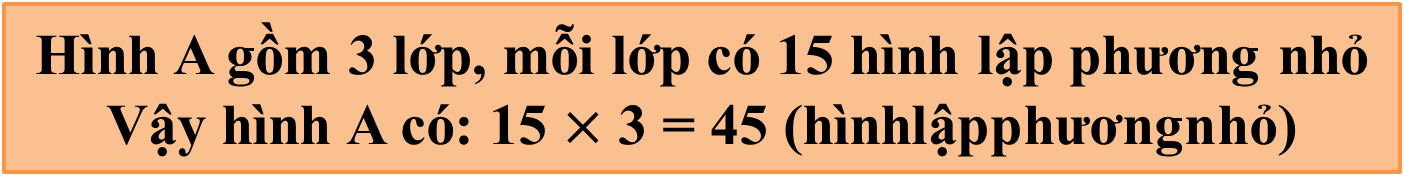 Hình A gồm 3 lớp, mỗi lớp có 15 hình lập phương nhỏ
Vậy hình A có: 15 × 3 = 45 (hìnhlậpphươngnhỏ)